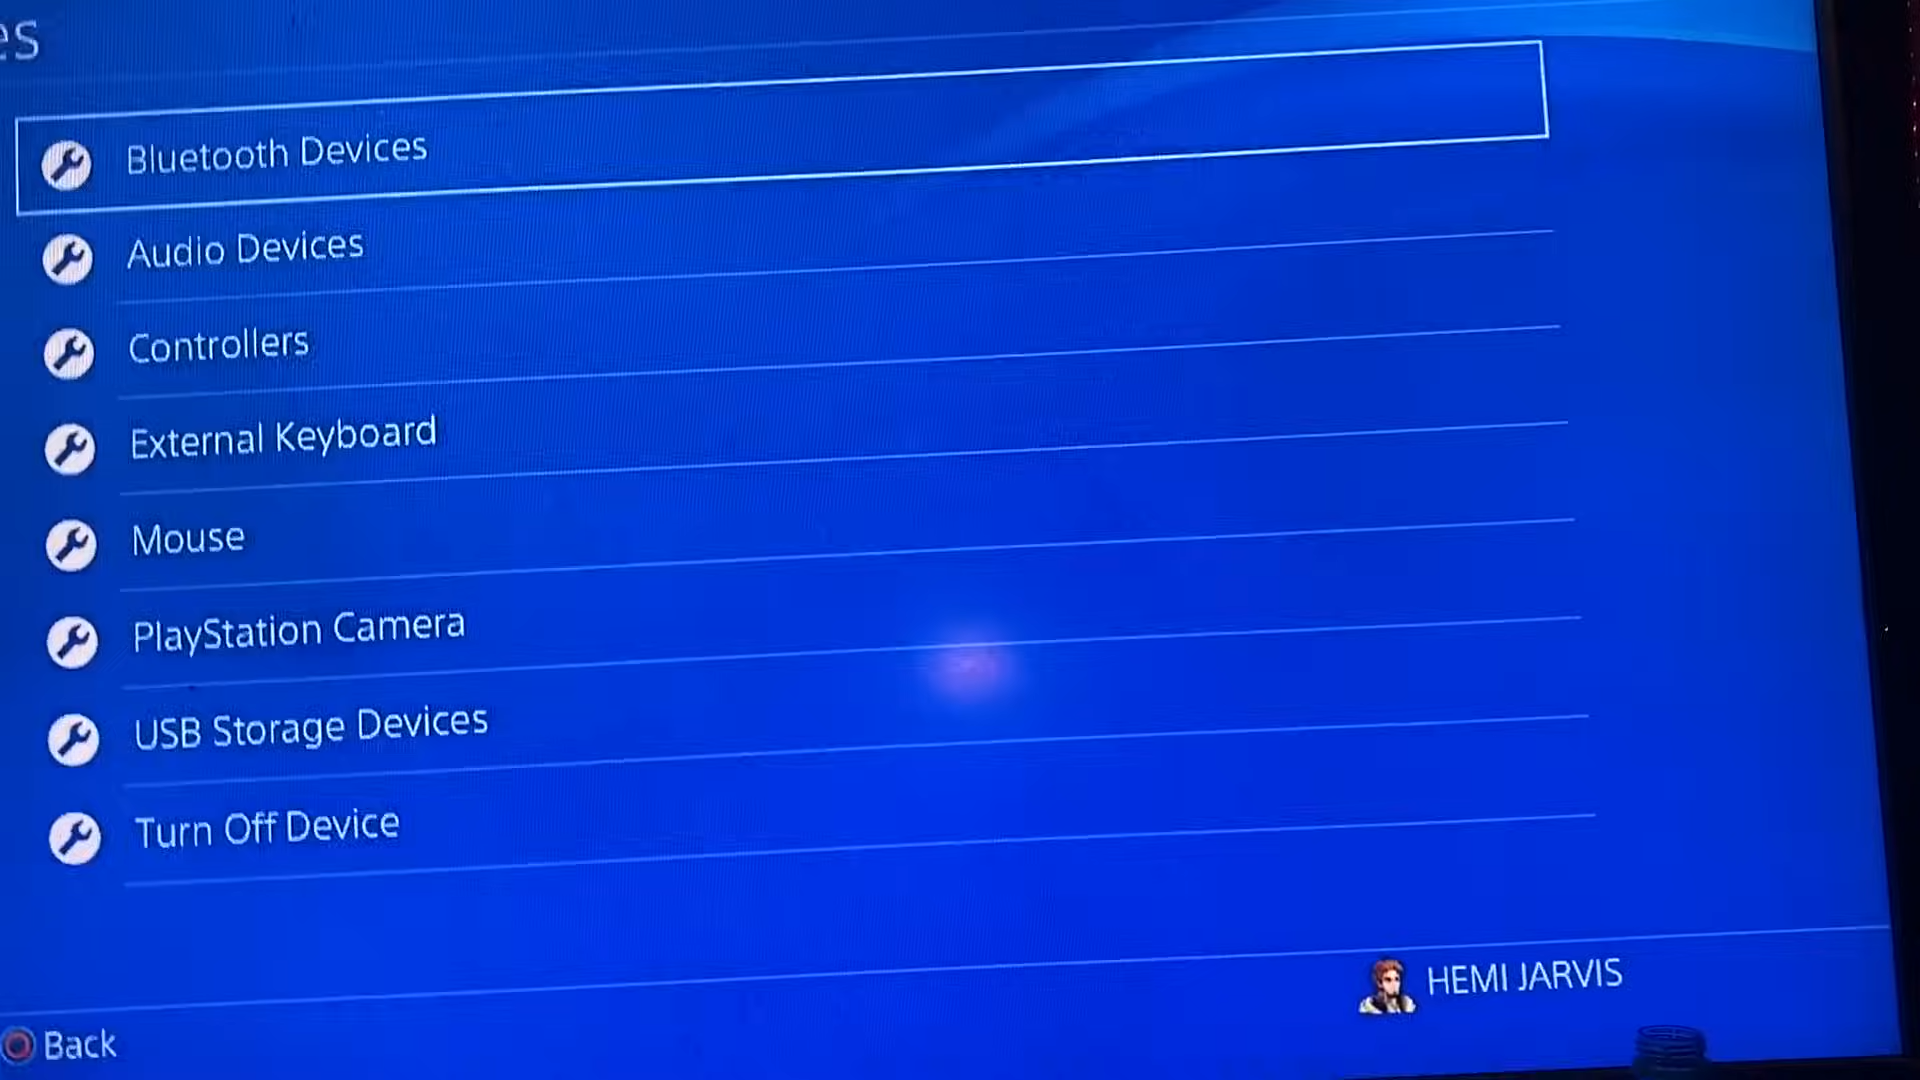 es
Bluetooth Devices
Audio Devices
Controllers
External Keyboard
Mouse
PlayStation Camera
USB Storage Devices
Turn Off Device
HEMI JARVIS
Back